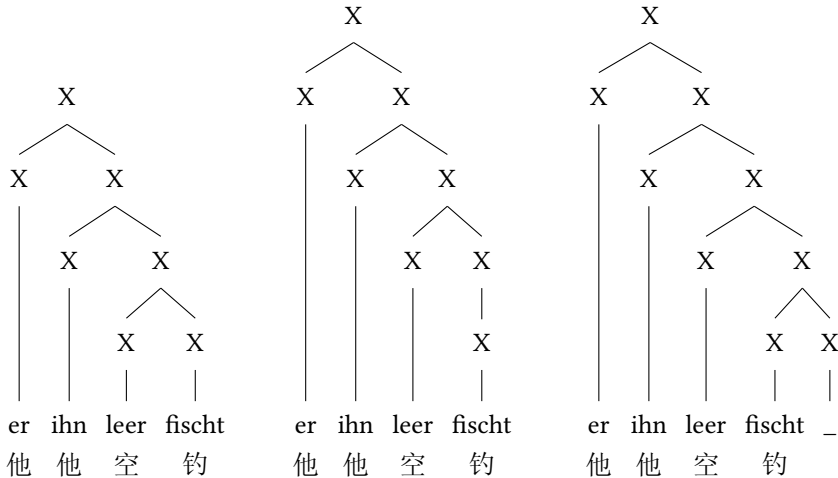 X X
X X X X X
X X X X X X
X X X X X X
X X X X X X
er ihn leer fischt er ihn leer fischt er ihn leer fischt _
他 他 空 钓 他 他 空 钓 他 他 空 钓